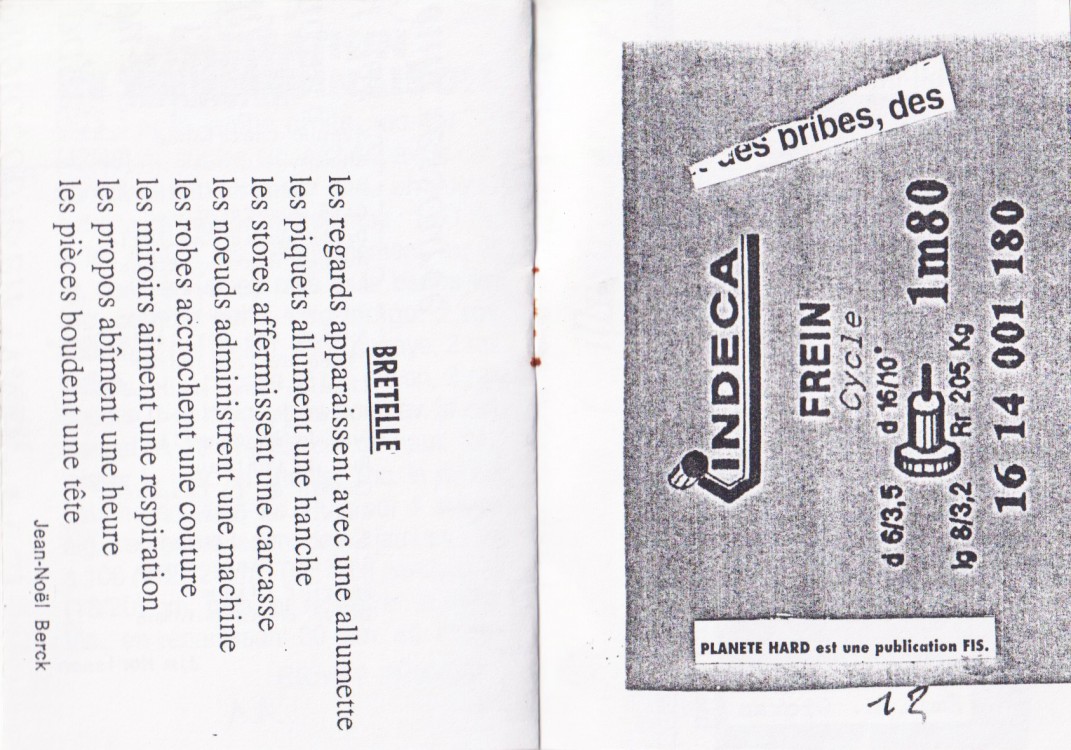 BRETELLE
les regards apparaissent avec une allumette
les piquets allument une hanche
les stores affermissent une carcasse
les noeuds administrent une machine
les robes accrochent une couture
les miroirs aiment une respiration
les propos abîment une heure
les pièces boudent une tête
Jean-Noël Berck
des bribes, des
INDECA
FREIN
Cycle
d 6/3,5 d 16/10°
1m80
lg 8/3,2 Rr 205 Kg
16 14 001 180
PLANETE HARD est une publication FIS.
12